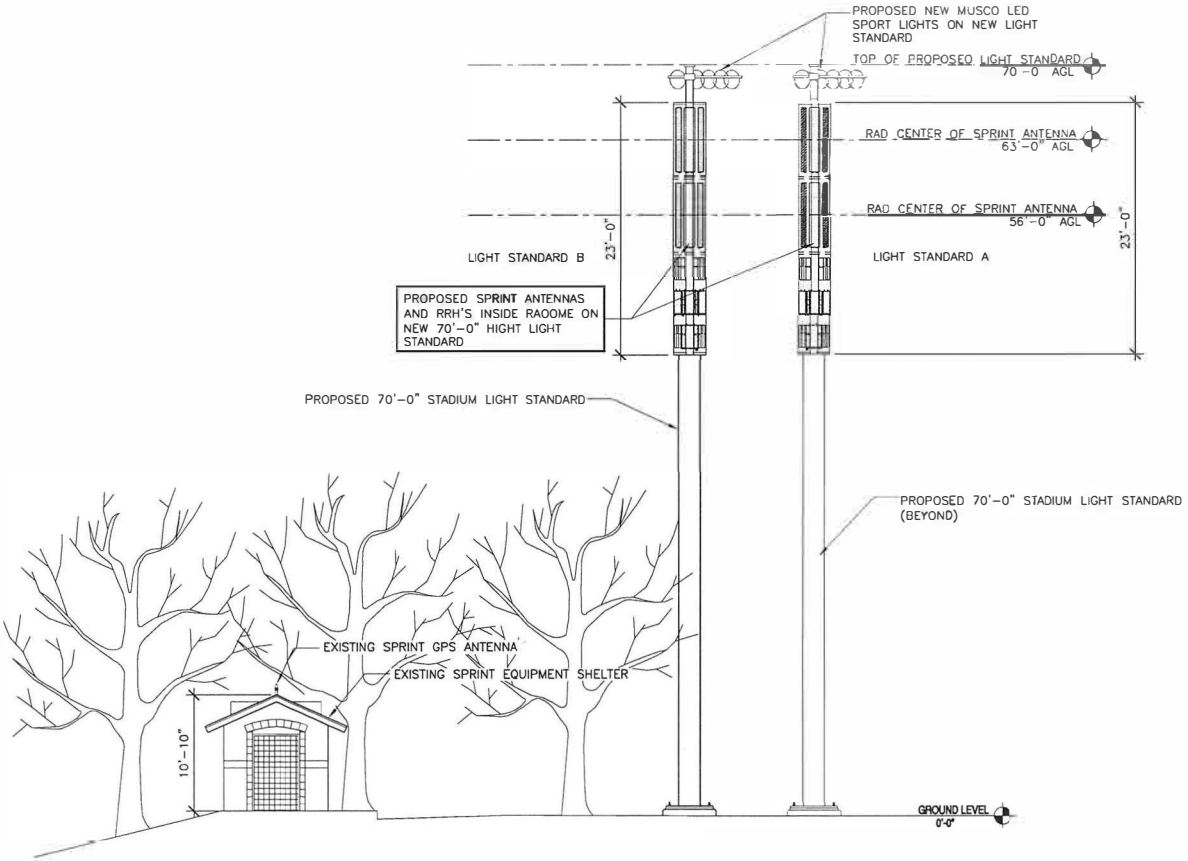 PROPOSED NEW MUSCO LED
SPORT LIGHTS ON NEW LIGHT
STANDARD
TOP OF PROPOSEO LIGHT STANDARD
70'-0 AGL
RAD CENTER OF SPRINT ANTENNA
63'-0" AGL
RAD CENTER OF SPRINT ANTENNA
56'-0" AGL
23'-0"
23'-0"
LIGHT STANDARD B
LIGHT STANDARD A
PROPOSED SPRINT ANTENNAS
AND RRH'S INSIDE RAOOME ON
NEW 70'-0" HIGHT LIGHT
STANDARD
PROPOSED 70'-0" STADIUM LIGHT STANDARD
PROPOSED 70'-0" STADIUM LIGHT STANDARD
(BEYOND)
EXISTING SPRINT GPS ANTENNA
EXISTING SPRINT EQUIPMENT SHELTER
10'-10"
GROUND LEVEL
0'-0"